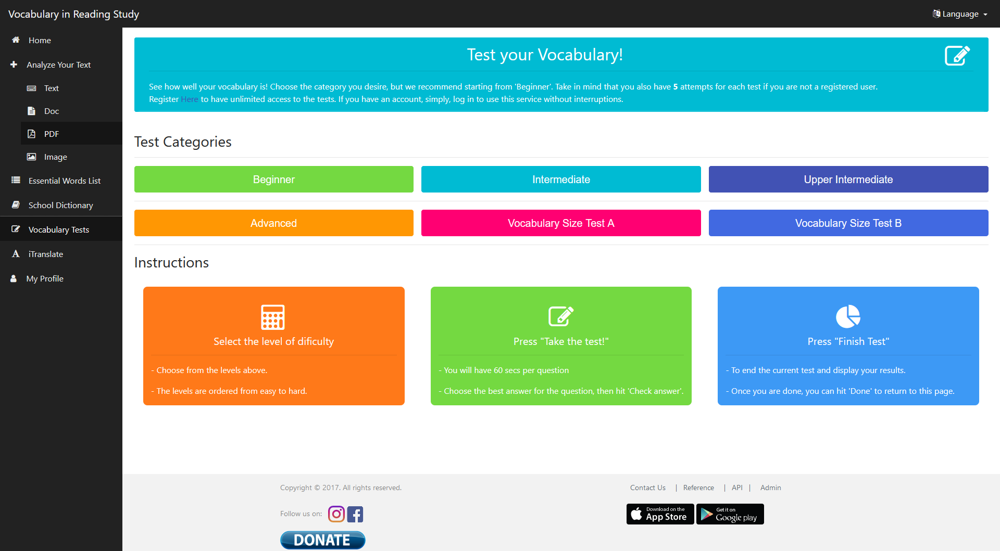 Vocabulary in Reading Study
Language
Home
Analyze Your Text
Text
Doc
PDF
Image
Essential Words List
School Dictionary
Vocabulary Tests
iTranslate
My Profile
Test your Vocabulary!
See how well your vocabulary is! Choose the category you desire, but we recommend starting from 'Beginner'. Take in mind that you also have 5 attempts for each test if you are not a registered user.
Register Here to have unlimited access to the tests. If you have an account, simply, log in to use this service without interruptions.
Test Categories
Beginner
Intermediate
Upper Intermediate
Advanced
Vocabulary Size Test A
Vocabulary Size Test B
Instructions
Select the level of dificulty
- Choose from the levels above.
- The levels are ordered from easy to hard.
Press "Take the test!"
- You will have 60 secs per question
- Choose the best answer for the question, then hit 'Check answer'.
Press "Finish Test"
- To end the current test and display your results.
- Once you are done, you can hit 'Done' to return to this page.
Copyright © 2017. All rights reserved.
Contact Us | Reference | API | Admin
Follow us on:
Download on the
App Store
Get it on
Google play
DONATE